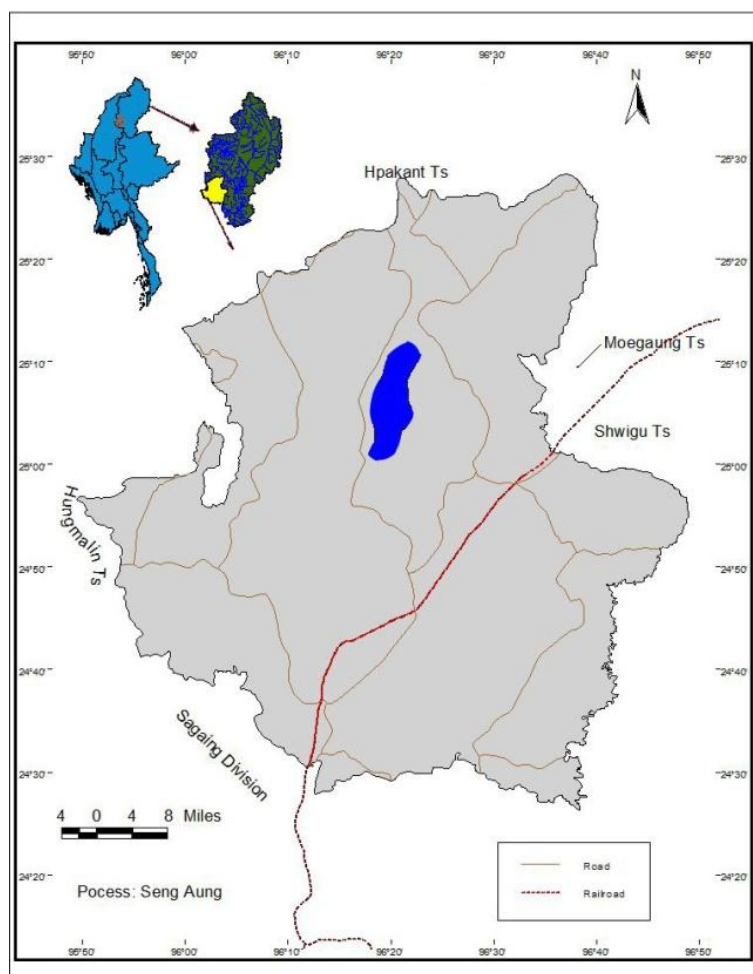 95°50' 96°00' 96°10' 96°20' 96°30' 96°40' 96°50'
N
25°30' 25°30'
Hpakant Ts
25°20' 25°20'
Moegaung Ts
25°10' 25°10'
Shwigu Ts
25°00' 25°00'
Hungmalin Ts
24°50' 24°50'
24°40' 24°40'
Sagaing Division
24°30' 24°30'
4 0 4 8 Miles
Road
24°20' 24°20'
Railroad
Pocess: Seng Aung
95°50' 96°00' 96°10' 96°20' 96°30' 96°40' 96°50'